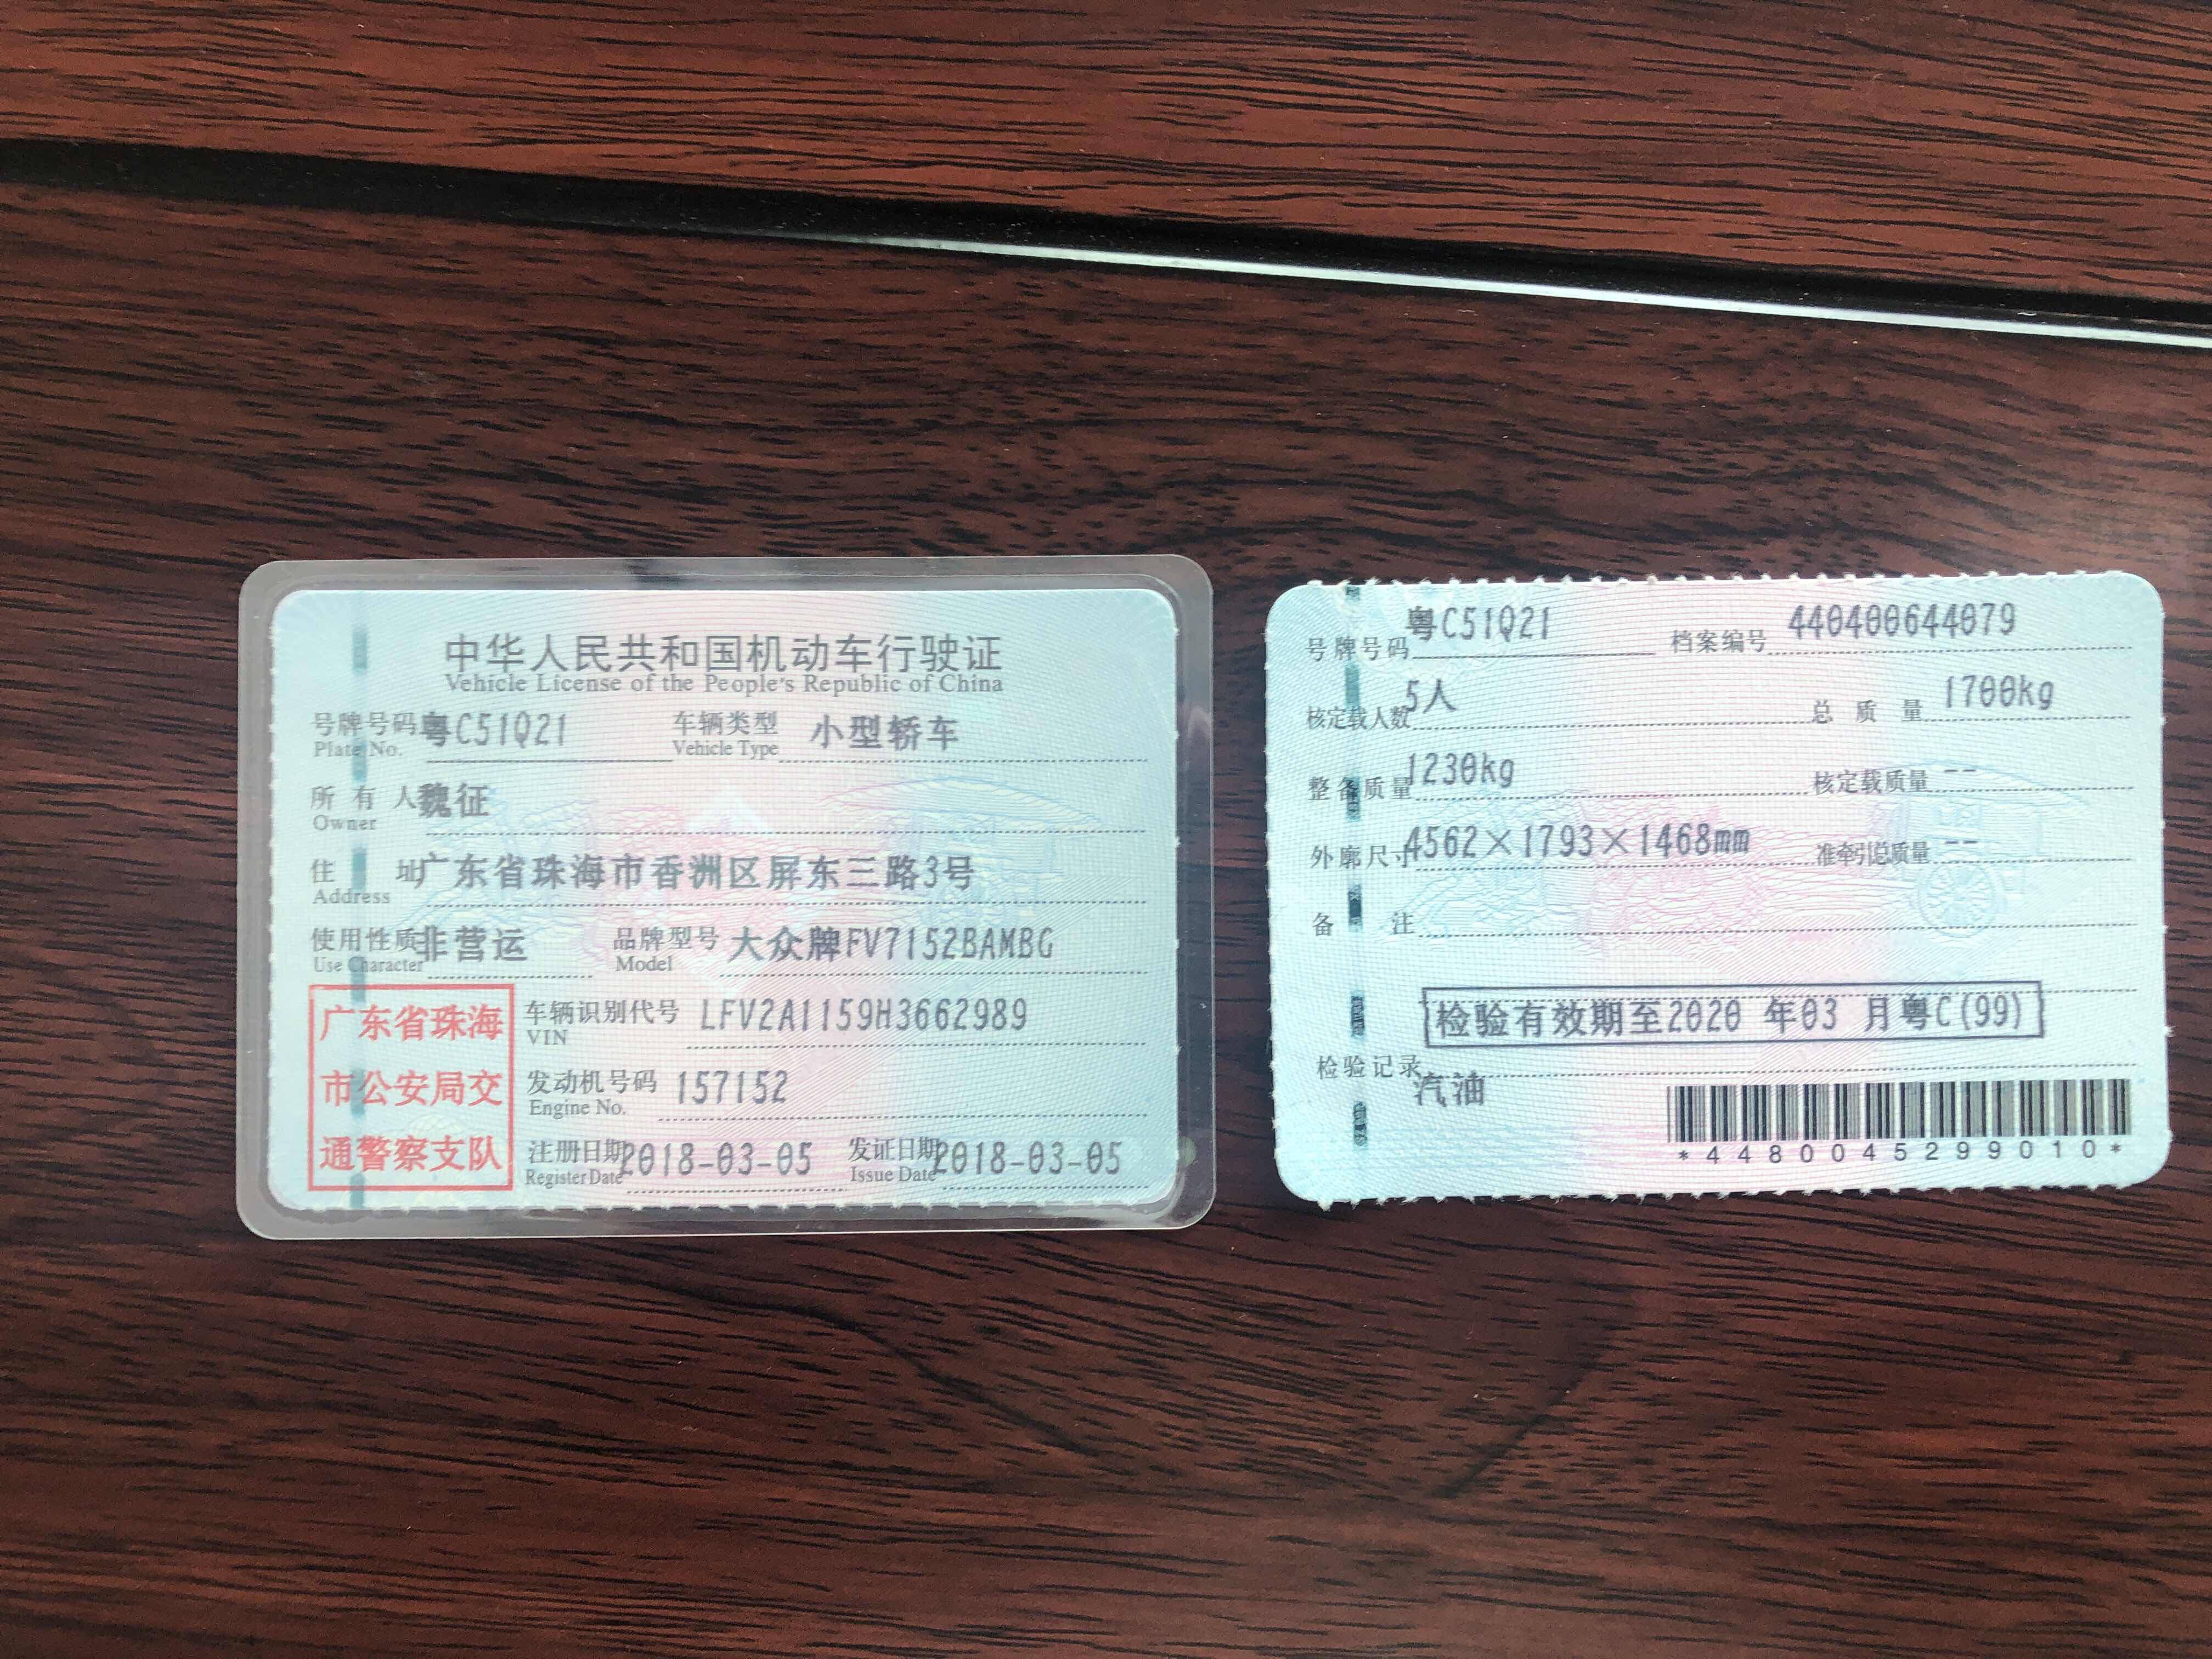 中华人民共和国机动车行驶证
Vehicle License of the People's Republic of China
号牌号码 粤C51Q21 车辆类型 小型轿车
Plate No. Vehicle Type
所有人 魏征
Owner
住址 广东省珠海市香洲区屏东三路3号
Address
使用性质 非营运 品牌型号 大众牌FV7152BAMBG
Use Character Model
广东省珠海
市公安局交
通警察支队
车辆识别代号 LFV2A1159H3662989
VIN
发动机号码 157152
Engine No.
注册日期 2018-03-05 发证日期 2018-03-05
Register Date Issue Date
号牌号码 粤C51Q21 档案编号 440400644079
核定载人数 5人 总质量 1700kg
整备质量 1230kg 核定载质量 --
外廓尺寸 4562×1793×1468mm 准牵引总质量 --
备注
检验有效期至2020 年03 月粤C(99)
检验记录
汽油
*4480045299010*